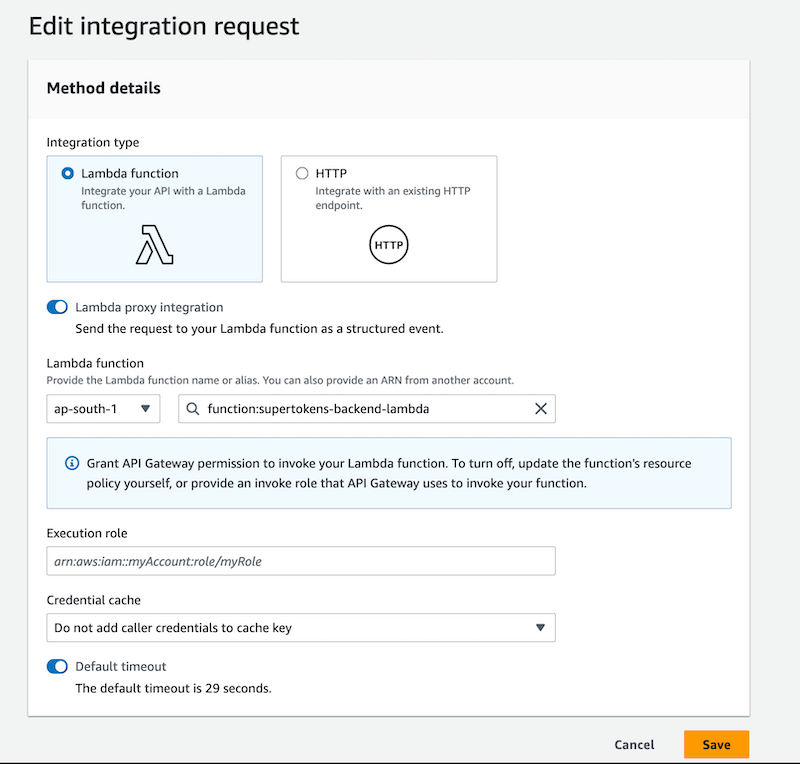 Edit integration request
Method details
Integration type
Lambda function
Integrate your API with a Lambda
function.
HTTP
Integrate with an existing HTTP
endpoint.
HTTP
Lambda proxy integration
Send the request to your Lambda function as a structured event.
Lambda function
Provide the Lambda function name or alias. You can also provide an ARN from another account.
ap-south-1
function:supertokens-backend-lambda
Grant API Gateway permission to invoke your Lambda function. To turn off, update the function's resource
policy yourself, or provide an invoke role that API Gateway uses to invoke your function.
Execution role
arn:aws:iam::myAccount:role/myRole
Credential cache
Do not add caller credentials to cache key
Default timeout
The default timeout is 29 seconds.
Cancel
Save